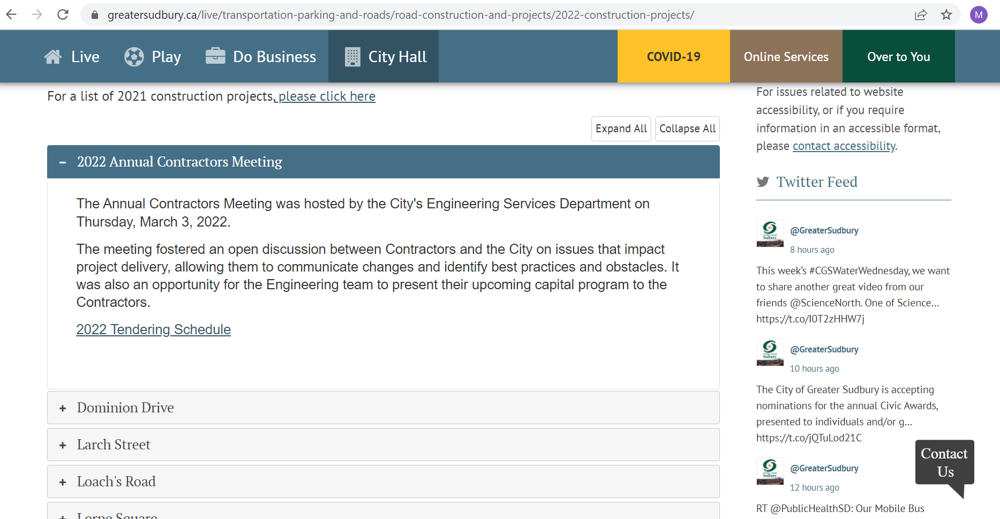 greatersudbury.ca/live/transportation-parking-and-roads/road-construction-and-projects/2022-construction-projects/
M
Live
Play
Do Business
City Hall
COVID-19
Online Services
Over to You
For a list of 2021 construction projects, please click here
Expand All
Collapse All
– 2022 Annual Contractors Meeting
The Annual Contractors Meeting was hosted by the City's Engineering Services Department on
Thursday, March 3, 2022.
The meeting fostered an open discussion between Contractors and the City on issues that impact
project delivery, allowing them to communicate changes and identify best practices and obstacles. It
was also an opportunity for the Engineering team to present their upcoming capital program to the
Contractors.
2022 Tendering Schedule
+ Dominion Drive
+ Larch Street
+ Loach's Road
+ Lorne Square
For issues related to website
accessibility, or if you require
information in an accessible format,
please contact accessibility.
Twitter Feed
@GreaterSudbury
8 hours ago
This week’s #CGSWaterWednesday, we want
to share another great video from our
friends @ScienceNorth. One of Science...
https://t.co/I0T2zHHW7j
@GreaterSudbury
10 hours ago
The City of Greater Sudbury is accepting
nominations for the annual Civic Awards,
presented to individuals and/or g...
https://t.co/jQTuLod21C
@GreaterSudbury
12 hours ago
RT @PublicHealthSD: Our Mobile Bus
Contact
Us